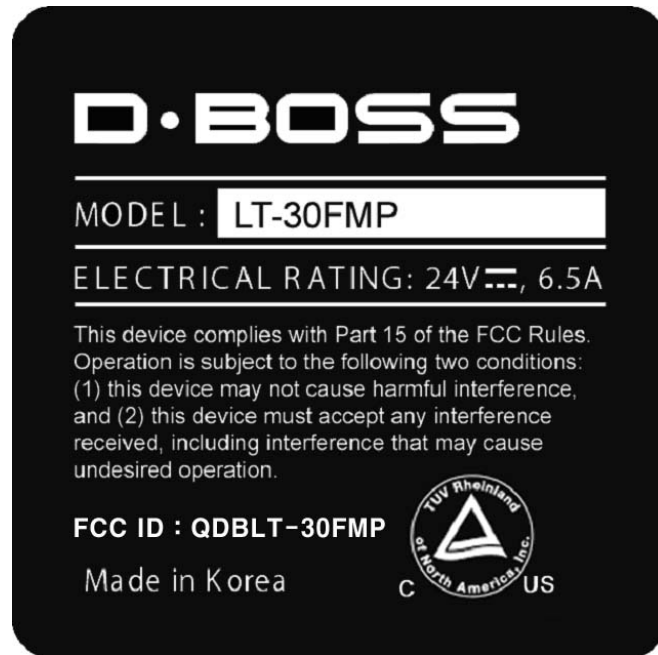 D·BOSS
MODEL : LT-30FMP
ELECTRICAL RATING: 24V⎓, 6.5A
This device complies with Part 15 of the FCC Rules.
Operation is subject to the following two conditions:
(1) this device may not cause harmful interference,
and (2) this device must accept any interference
received, including interference that may cause
undesired operation.
FCC ID : QDBLT-30FMP
Made in Korea
TUV Rheinland
of North America, Inc.
C US